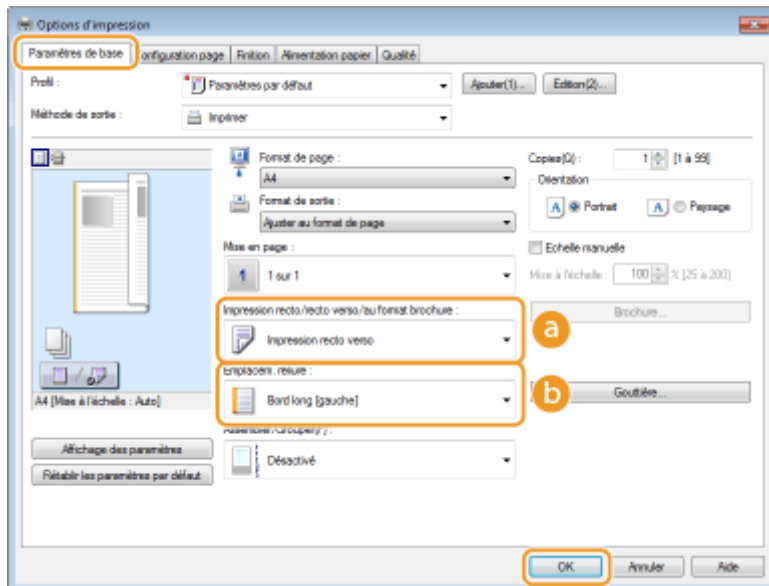 Options d'impression
Paramètres de base
onfiguration page
Finition
Alimentation papier
Qualité
Profil :
Paramètres par défaut
Ajouter(1)...
Edition(2)...
Méthode de sortie :
Imprimer
Format de page :
A4
Format de sortie :
Ajuster au format de page
Mise en page :
1
1 sur 1
Impression recto/recto verso/au format brochure :
Impression recto verso
a
Emplacem. reliure :
Bord long [gauche]
b
Assembler/Grouper(Y) :
Désactivé
Copies(Q) :
1
[1 à 99]
Orientation
A
Portrait
A
Paysage
Echelle manuelle
Mise à l'échelle :
100
% [25 à 200]
Brochure...
Gouttière...
A4 [Mise à l'échelle : Auto]
Affichage des paramètres
Rétablir les paramètres par défaut
OK
Annuler
Aide